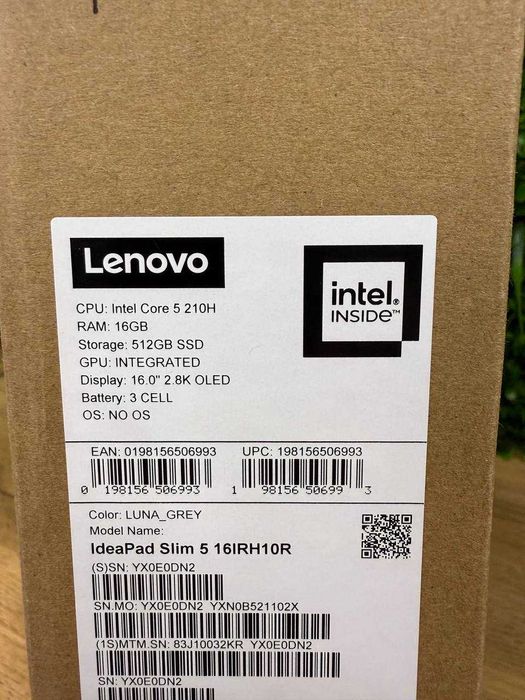 Lenovo
intel.
INSIDE™
CPU: Intel Core 5 210H
RAM: 16GB
Storage: 512GB SSD
GPU: INTEGRATED
Display: 16.0" 2.8K OLED
Battery: 3 CELL
OS: NO OS
EAN: 0198156506993 UPC: 198156506993
0 198156 506993 1 98156 50699 3
Color: LUNA_GREY
Model Name:
IdeaPad Slim 5 16IRH10R
(S)SN: YX0E0DN2
SN.MO: YX0E0DN2 YXN0B521102X
(1S)MTM.SN: 83J10032KR YX0E0DN2
SN: YX0E0DN2